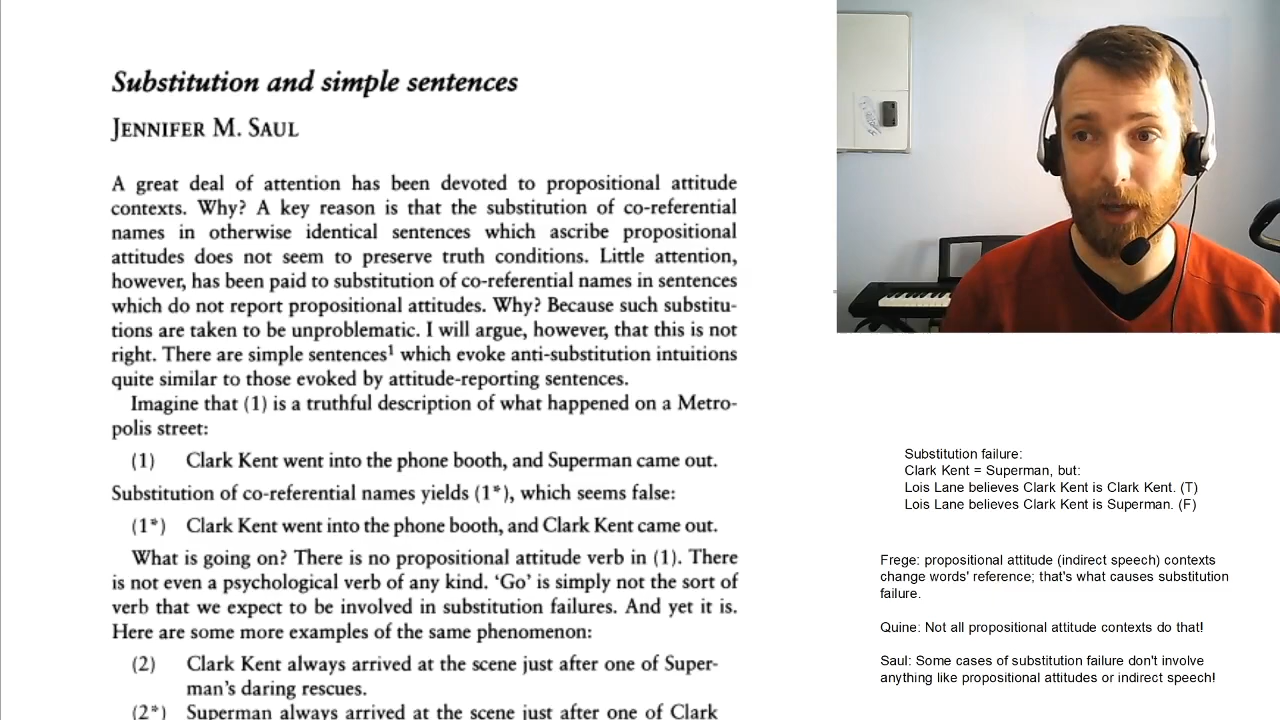 Substitution and simple sentences
JENNIFER M. SAUL
A great deal of attention has been devoted to propositional attitude
contexts. Why? A key reason is that the substitution of co-referential
names in otherwise identical sentences which ascribe propositional
attitudes does not seem to preserve truth conditions. Little attention,
however, has been paid to substitution of co-referential names in sentences
which do not report propositional attitudes. Why? Because such substitu-
tions are taken to be unproblematic. I will argue, however, that this is not
right. There are simple sentences¹ which evoke anti-substitution intuitions
quite similar to those evoked by attitude-reporting sentences.
Imagine that (1) is a truthful description of what happened on a Metro-
polis street:
(1) Clark Kent went into the phone booth, and Superman came out.
Substitution of co-referential names yields (1*), which seems false:
(1*) Clark Kent went into the phone booth, and Clark Kent came out.
What is going on? There is no propositional attitude verb in (1). There
is not even a psychological verb of any kind. 'Go' is simply not the sort of
verb that we expect to be involved in substitution failures. And yet it is.
Here are some more examples of the same phenomenon:
(2) Clark Kent always arrived at the scene just after one of Super-
man's daring rescues.
(2*) Superman always arrived at the scene just after one of Clark
Substitution failure:
Clark Kent = Superman, but:
Lois Lane believes Clark Kent is Clark Kent. (T)
Lois Lane believes Clark Kent is Superman. (F)
Frege: propositional attitude (indirect speech) contexts
change words' reference; that's what causes substitution
failure.
Quine: Not all propositional attitude contexts do that!
Saul: Some cases of substitution failure don't involve
anything like propositional attitudes or indirect speech!